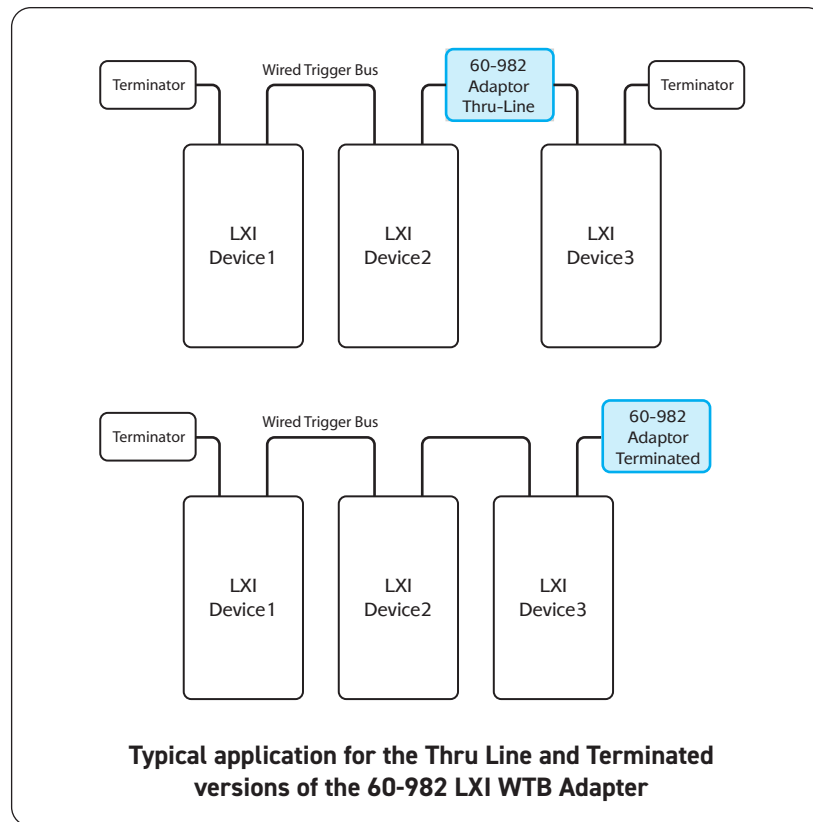 Terminator
Wired Trigger Bus
60-982
Adaptor
Thru-Line
Terminator
LXI
Device1
LXI
Device2
LXI
Device3
Terminator
Wired Trigger Bus
60-982
Adaptor
Terminated
LXI
Device1
LXI
Device2
LXI
Device3
Typical application for the Thru Line and Terminated
versions of the 60-982 LXI WTB Adapter